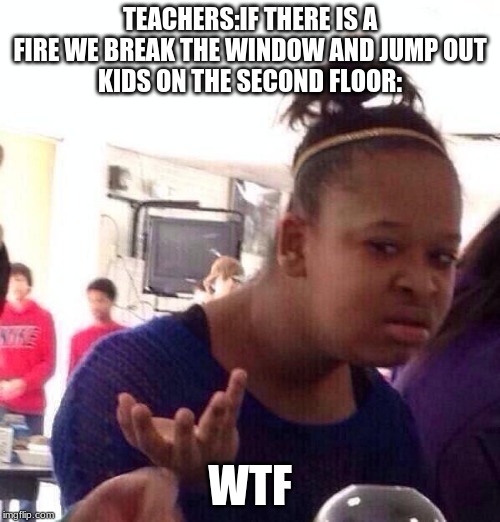 TEACHERS:IF THERE IS A
FIRE WE BREAK THE WINDOW AND JUMP OUT
KIDS ON THE SECOND FLOOR:
NIKE
WTF
imgflip.com